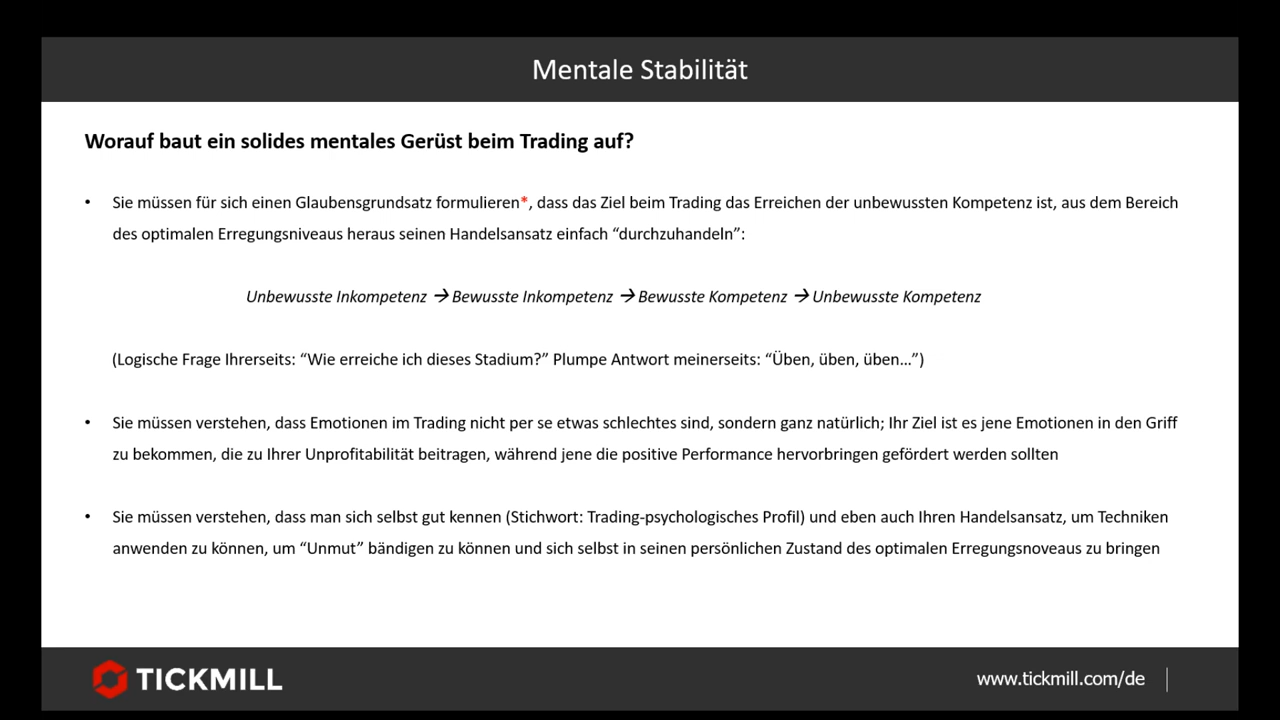 Mentale Stabilität
Worauf baut ein solides mentales Gerüst beim Trading auf?
• Sie müssen für sich einen Glaubensgrundsatz formulieren*, dass das Ziel beim Trading das Erreichen der unbewussten Kompetenz ist, aus dem Bereich
des optimalen Erregungsniveaus heraus seinen Handelsansatz einfach “durchzuhandeln”:
Unbewusste Inkompetenz → Bewusste Inkompetenz → Bewusste Kompetenz → Unbewusste Kompetenz
(Logische Frage Ihrerseits: “Wie erreiche ich dieses Stadium?” Plumpe Antwort meinerseits: “Üben, üben, üben…”)
• Sie müssen verstehen, dass Emotionen im Trading nicht per se etwas schlechtes sind, sondern ganz natürlich; Ihr Ziel ist es jene Emotionen in den Griff
zu bekommen, die zu Ihrer Unprofitabilität beitragen, während jene die positive Performance hervorbringen gefördert werden sollten
• Sie müssen verstehen, dass man sich selbst gut kennen (Stichwort: Trading-psychologisches Profil) und eben auch Ihren Handelsansatz, um Techniken
anwenden zu können, um “Unmut” bändigen zu können und sich selbst in seinen persönlichen Zustand des optimalen Erregungsnoveaus zu bringen
TICKMILL
www.tickmill.com/de